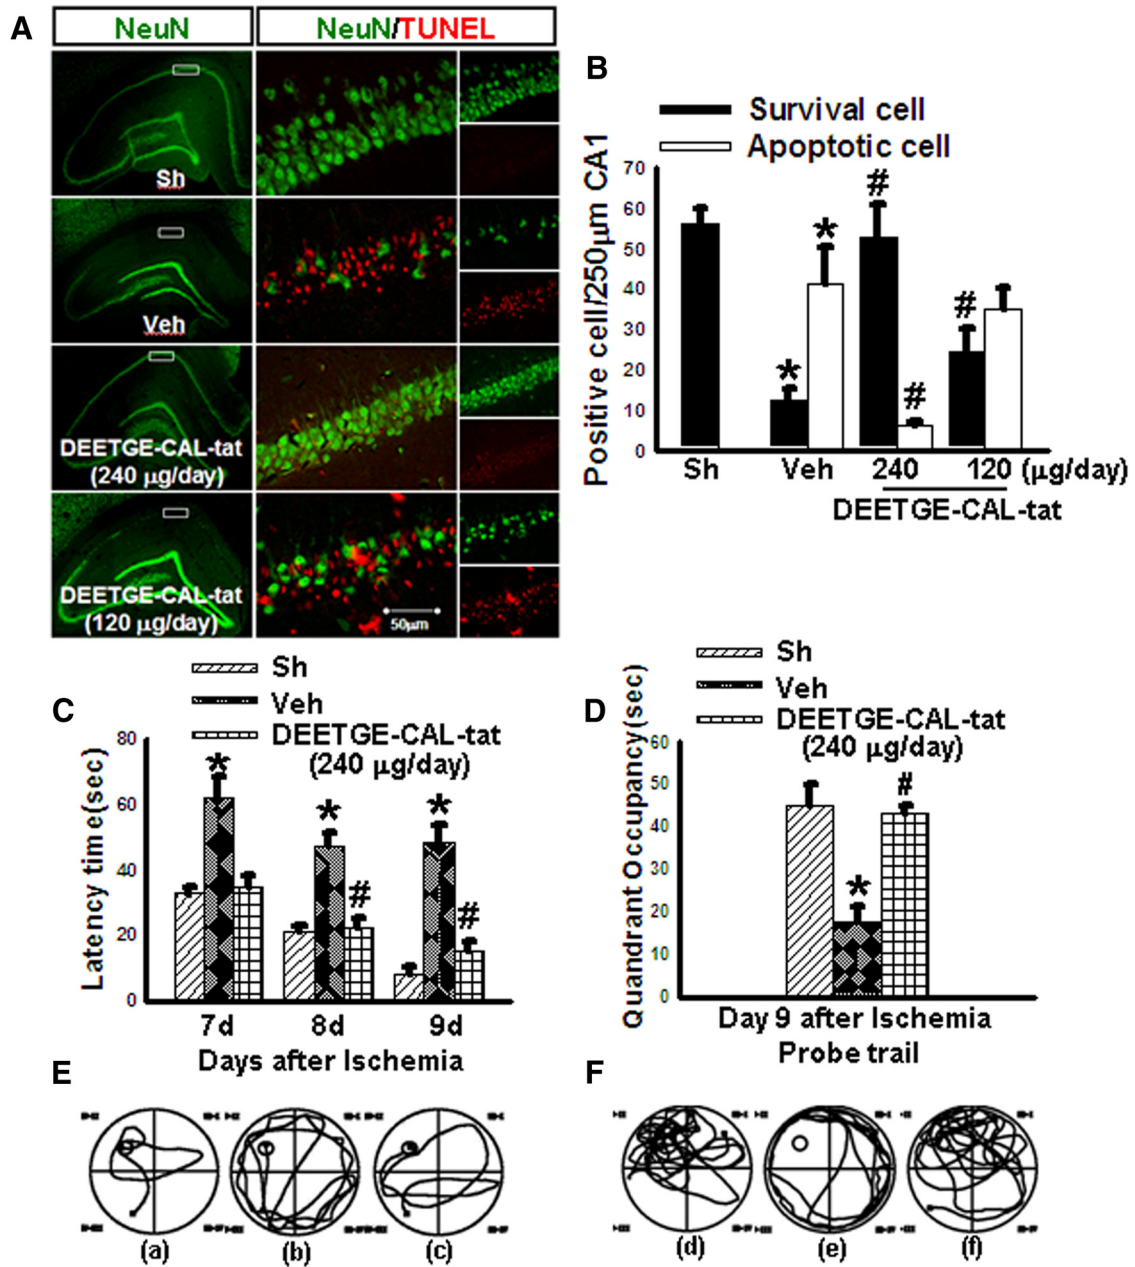 A
NeuN
NeuN/TUNEL
Sh
Veh
DEETGE-CAL-tat
(240 µg/day)
DEETGE-CAL-tat
(120 µg/day)
50µm
B
Survival cell
Apoptotic cell
Positive cell/250µm CA1
70
60
50
40
30
20
10
0
#
*
*
#
#
#
Sh
Veh
240
120
(µg/day)
DEETGE-CAL-tat
C
Sh
Veh
DEETGE-CAL-tat
(240 µg/day)
Latency time(sec)
80
60
40
20
0
*
*
*
#
#
7d
8d
9d
Days after Ischemia
D
Sh
Veh
DEETGE-CAL-tat
(240 µg/day)
Quandrant Occupancy(sec)
60
50
40
30
20
10
0
*
#
Day 9 after Ischemia
Probe trail
E
(a)
(b)
(c)
F
(d)
(e)
(f)